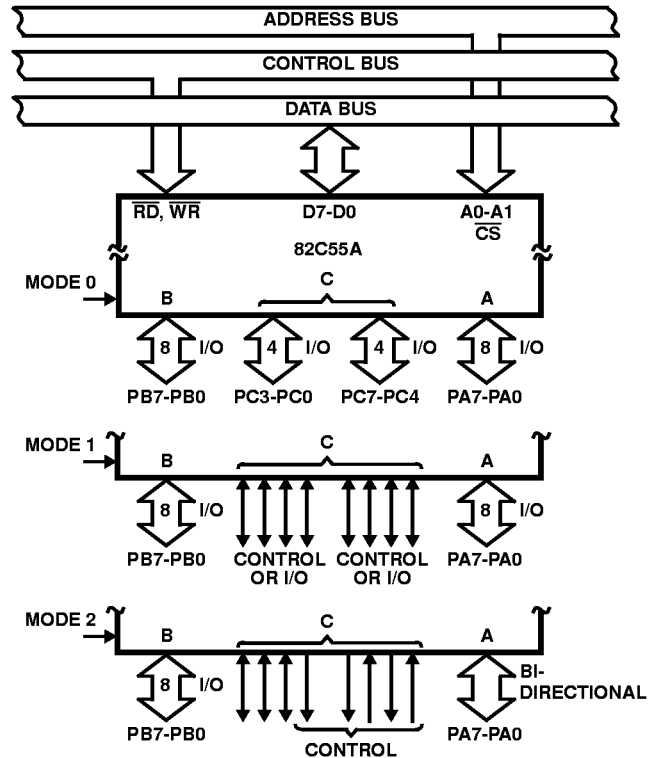 ADDRESS BUS
CONTROL BUS
DATA BUS
RD, WR D7-D0 A0-A1
CS
82C55A
MODE 0
B C A
8 I/O 4 I/O 4 I/O 8 I/O
PB7-PB0 PC3-PC0 PC7-PC4 PA7-PA0
MODE 1
B C A
8 I/O 8 I/O
PB7-PB0 CONTROL OR I/O CONTROL OR I/O PA7-PA0
MODE 2
B C A
8 I/O BI-
DIRECTIONAL
PB7-PB0 CONTROL PA7-PA0